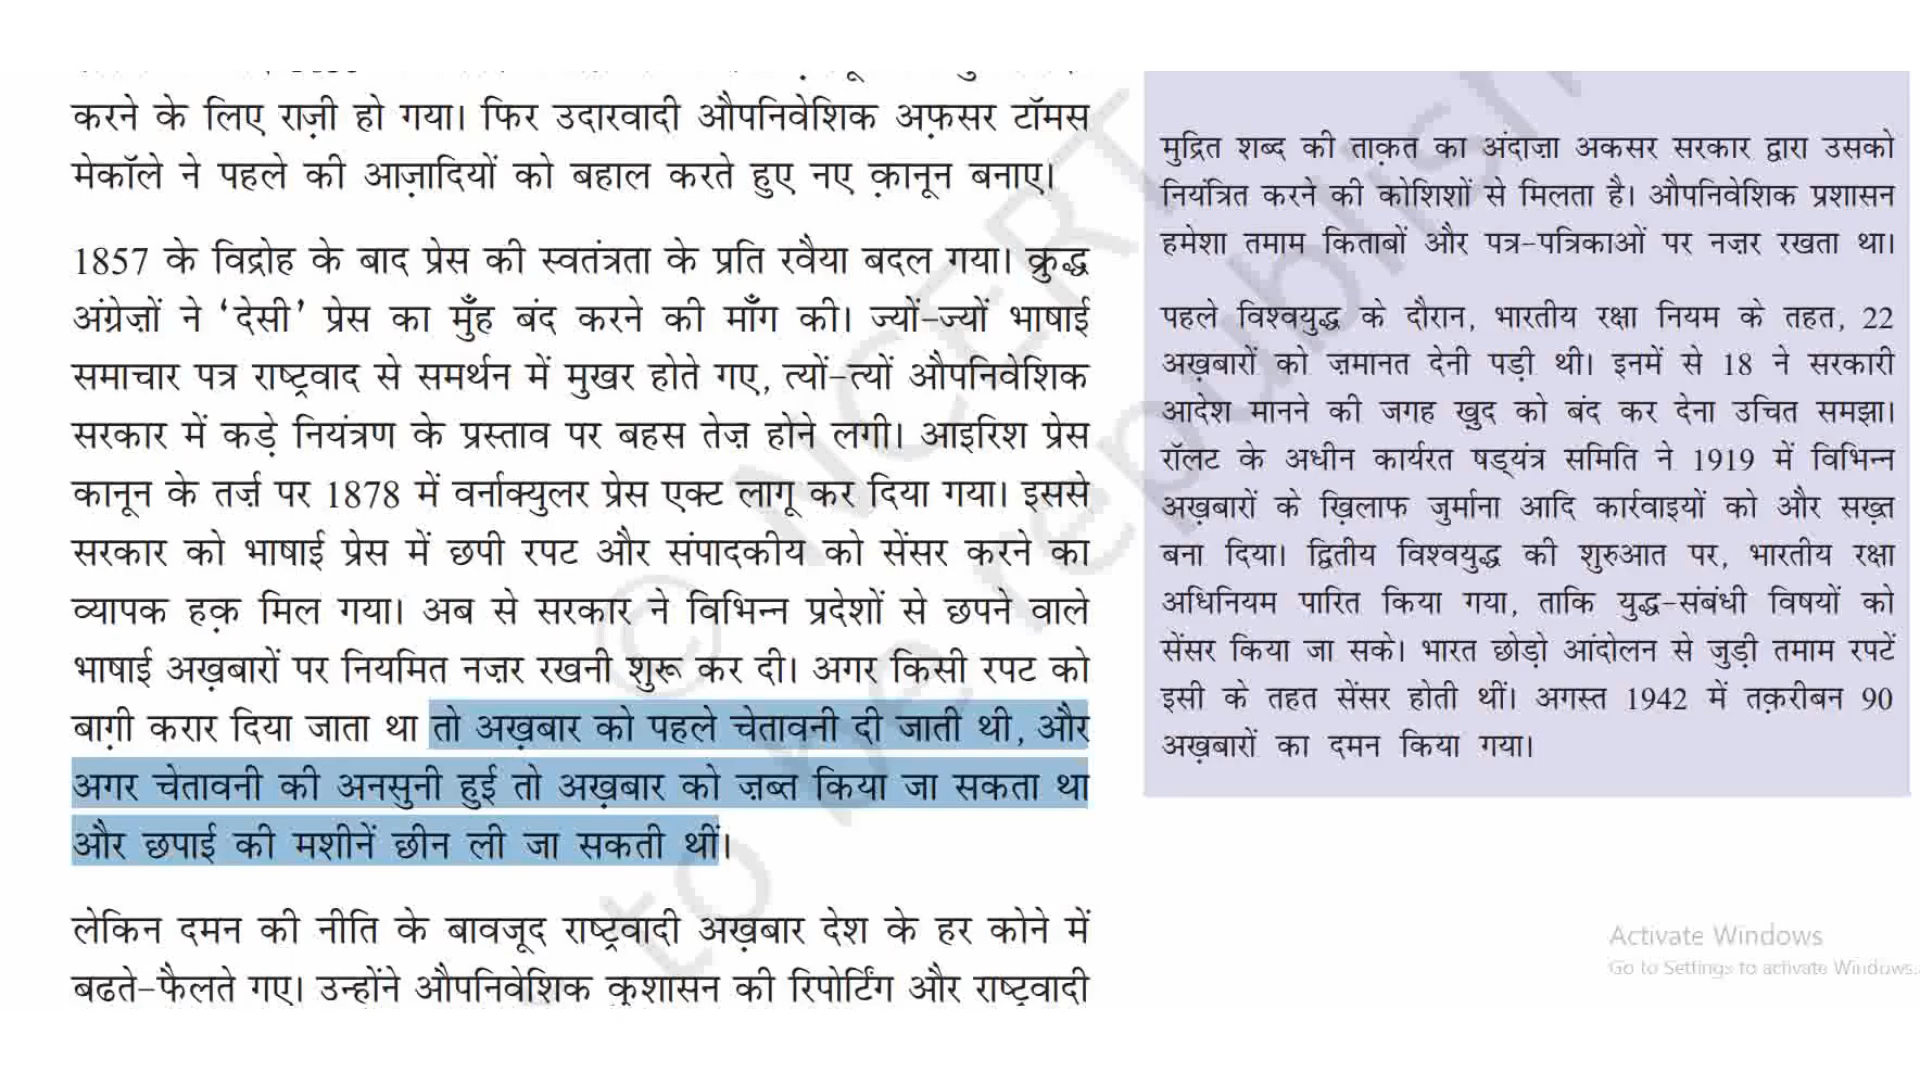 करने के लिए राज़ी हो गया। फिर उदारवादी औपनिवेशिक अफ़सर टॉमस
मेकॉले ने पहले की आज़ादियों को बहाल करते हुए नए क़ानून बनाए।
1857 के विद्रोह के बाद प्रेस की स्वतंत्रता के प्रति रवैया बदल गया। क्रुद्ध
अंग्रेज़ों ने ‘देसी’ प्रेस का मुँह बंद करने की माँग की। ज्यों-ज्यों भाषाई
समाचार पत्र राष्ट्रवाद से समर्थन में मुखर होते गए, त्यों-त्यों औपनिवेशिक
सरकार में कड़े नियंत्रण के प्रस्ताव पर बहस तेज़ होने लगी। आइरिश प्रेस
कानून के तर्ज़ पर 1878 में वर्नाक्युलर प्रेस एक्ट लागू कर दिया गया। इससे
सरकार को भाषाई प्रेस में छपी रपट और संपादकीय को सेंसर करने का
व्यापक हक़ मिल गया। अब से सरकार ने विभिन्न प्रदेशों से छपने वाले
भाषाई अख़बारों पर नियमित नज़र रखनी शुरू कर दी। अगर किसी रपट को
बाग़ी करार दिया जाता था तो अख़बार को पहले चेतावनी दी जाती थी, और
अगर चेतावनी की अनसुनी हुई तो अख़बार को ज़ब्त किया जा सकता था
और छपाई की मशीनें छीन ली जा सकती थीं।
लेकिन दमन की नीति के बावजूद राष्ट्रवादी अख़बार देश के हर कोने में
बढते-फैलते गए। उन्होंने औपनिवेशिक कुशासन की रिपोर्टिंग और राष्ट्रवादी
मुद्रित शब्द की ताक़त का अंदाज़ा अकसर सरकार द्वारा उसको
नियंत्रित करने की कोशिशों से मिलता है। औपनिवेशिक प्रशासन
हमेशा तमाम किताबों और पत्र-पत्रिकाओं पर नज़र रखता था।
पहले विश्वयुद्ध के दौरान, भारतीय रक्षा नियम के तहत, 22
अख़बारों को ज़मानत देनी पड़ी थी। इनमें से 18 ने सरकारी
आदेश मानने की जगह ख़ुद को बंद कर देना उचित समझा।
रॉलट के अधीन कार्यरत षड्यंत्र समिति ने 1919 में विभिन्न
अख़बारों के ख़िलाफ जुर्माना आदि कार्रवाइयों को और सख़्त
बना दिया। द्वितीय विश्वयुद्ध की शुरुआत पर, भारतीय रक्षा
अधिनियम पारित किया गया, ताकि युद्ध-संबंधी विषयों को
सेंसर किया जा सके। भारत छोड़ो आंदोलन से जुड़ी तमाम रपटें
इसी के तहत सेंसर होती थीं। अगस्त 1942 में तक़रीबन 90
अख़बारों का दमन किया गया।
© NCERT
to be republish
Activate Windows
Go to Settings to activate Windows.